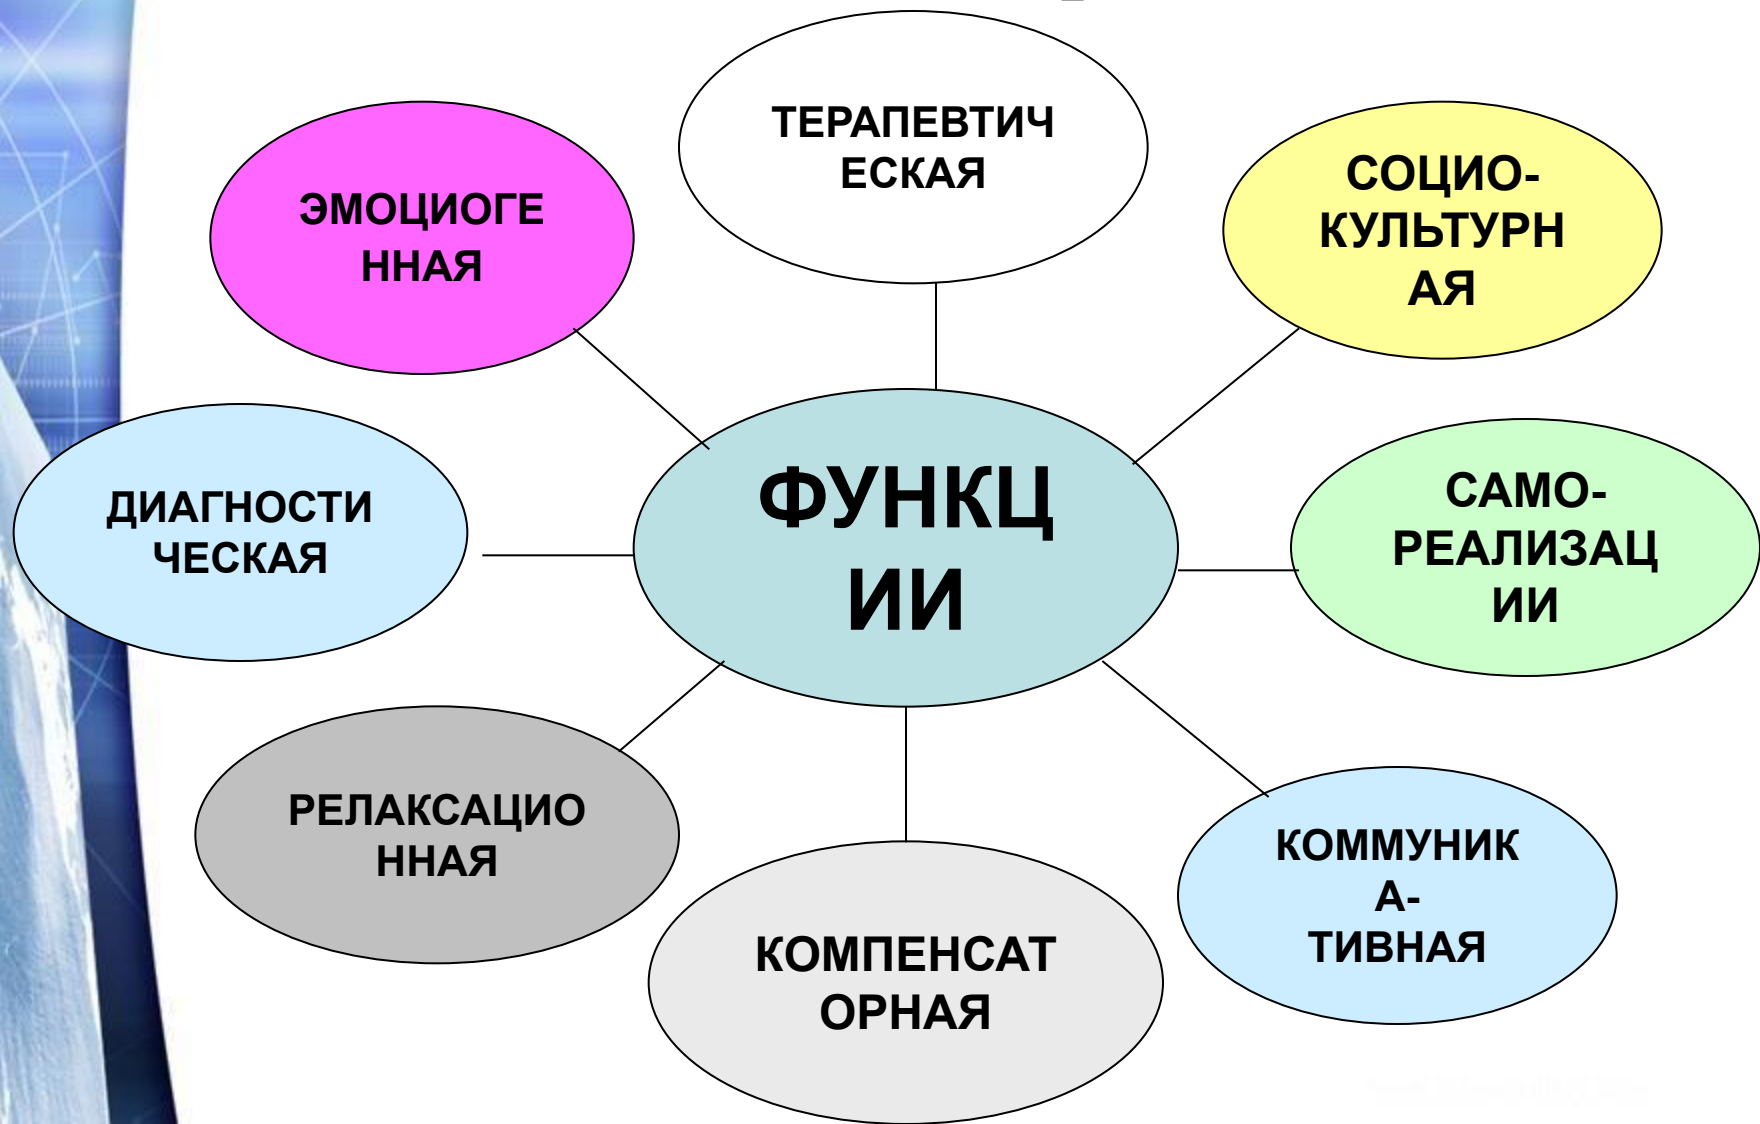 ТЕРАПЕВТИЧ
ЕСКАЯ
ЭМОЦИОГЕ
ННАЯ
СОЦИО-
КУЛЬТУРН
АЯ
ДИАГНОСТИ
ЧЕСКАЯ
ФУНКЦ
ИИ
САМО-
РЕАЛИЗАЦ
ИИ
РЕЛАКСАЦИО
ННАЯ
КОММУНИК
А-
ТИВНАЯ
КОМПЕНСАТ
ОРНАЯ